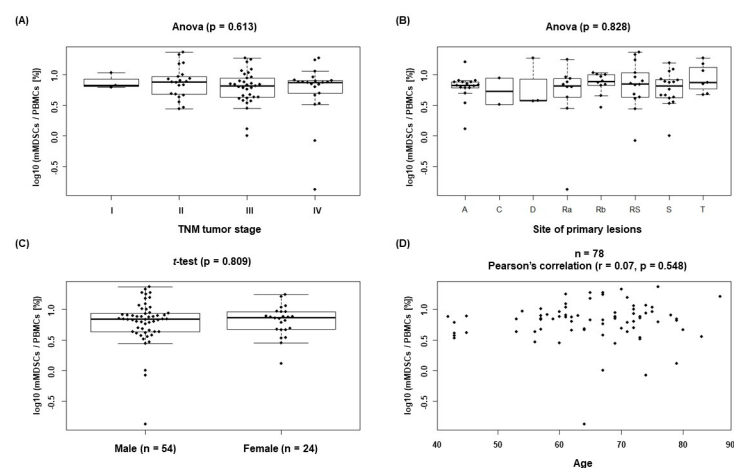 (A)
Anova (p = 0.613)
log10 (mMDSCs / PBMCs [%])
1.0
0.5
0.0
-0.5
I
II
III
IV
TNM tumor stage
(B)
Anova (p = 0.828)
log10 (mMDSCs / PBMCs [%])
1.0
0.5
0.0
-0.5
A
C
D
Ra
Rb
RS
S
T
Site of primary lesions
(C)
t-test (p = 0.809)
log10 (mMDSCs / PBMCs [%])
1.0
0.5
0.0
-0.5
Male (n = 54)
Female (n = 24)
(D)
n = 78
Pearson's correlation (r = 0.07, p = 0.548)
log10 (mMDSCs / PBMCs [%])
1.0
0.5
0.0
-0.5
40
50
60
70
80
90
Age